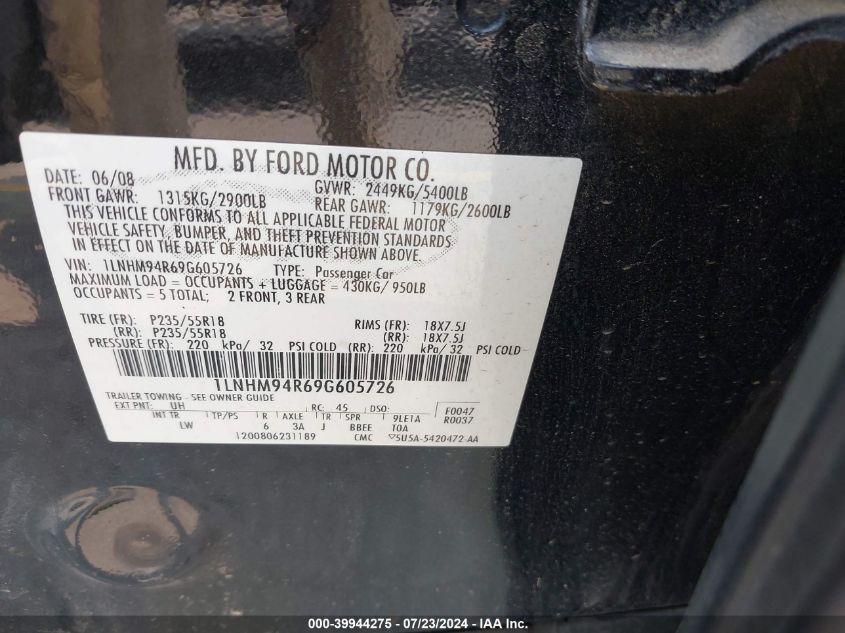 MFD. BY FORD MOTOR CO.
DATE: 06/08 GVWR: 2449KG/5400LB
FRONT GAWR: 1315KG/2900LB REAR GAWR: 1179KG/2600LB
THIS VEHICLE CONFORMS TO ALL APPLICABLE FEDERAL MOTOR
VEHICLE SAFETY, BUMPER, AND THEFT PREVENTION STANDARDS
IN EFFECT ON THE DATE OF MANUFACTURE SHOWN ABOVE.
VIN: 1LNHM94R69G605726 TYPE: Passenger Car
MAXIMUM LOAD = OCCUPANTS + LUGGAGE = 430KG/ 950LB
OCCUPANTS = 5 TOTAL; 2 FRONT, 3 REAR
TIRE (FR): P235/55R18 RIMS (FR): 18X7.5J
(RR): P235/55R18 (RR): 18X7.5J
PRESSURE (FR): 220 kPa/ 32 PSI COLD (RR): 220 kPa/ 32 PSI COLD
1LNHM94R69G605726
TRAILER TOWING - SEE OWNER GUIDE
EXT PNT: UH RC: 45 DSO: F0047
INT TR TP/PS R AXLE TR SPR 9LE1A R0037
LW 6 3A J BBEE TOA
1200806231189 CMC 5U5A-5420472-AA
000-39944275 - 07/23/2024 - IAA Inc.